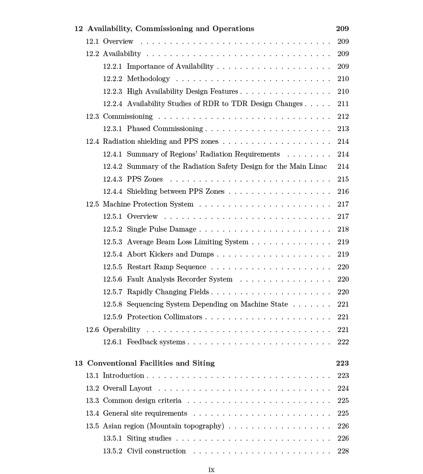 12 Availability, Commissioning and Operations 209
12.1 Overview . . . . . . . . . . . . . . . . . . . . . . . . . . . . . . . . . 209
12.2 Availability . . . . . . . . . . . . . . . . . . . . . . . . . . . . . . . . 209
12.2.1 Importance of Availability . . . . . . . . . . . . . . . . . . . . 209
12.2.2 Methodology . . . . . . . . . . . . . . . . . . . . . . . . . . . 210
12.2.3 High Availability Design Features . . . . . . . . . . . . . . . . 210
12.2.4 Availability Studies of RDR to TDR Design Changes . . . . . 211
12.3 Commissioning . . . . . . . . . . . . . . . . . . . . . . . . . . . . . . 212
12.3.1 Phased Commissioning . . . . . . . . . . . . . . . . . . . . . . 213
12.4 Radiation shielding and PPS zones . . . . . . . . . . . . . . . . . . . 214
12.4.1 Summary of Regions' Radiation Requirements . . . . . . . . 214
12.4.2 Summary of the Radiation Safety Design for the Main Linac 214
12.4.3 PPS Zones . . . . . . . . . . . . . . . . . . . . . . . . . . . . 215
12.4.4 Shielding between PPS Zones . . . . . . . . . . . . . . . . . . 216
12.5 Machine Protection System . . . . . . . . . . . . . . . . . . . . . . . 217
12.5.1 Overview . . . . . . . . . . . . . . . . . . . . . . . . . . . . . 217
12.5.2 Single Pulse Damage . . . . . . . . . . . . . . . . . . . . . . . 218
12.5.3 Average Beam Loss Limiting System . . . . . . . . . . . . . . 219
12.5.4 Abort Kickers and Dumps . . . . . . . . . . . . . . . . . . . . 219
12.5.5 Restart Ramp Sequence . . . . . . . . . . . . . . . . . . . . . 220
12.5.6 Fault Analysis Recorder System . . . . . . . . . . . . . . . . 220
12.5.7 Rapidly Changing Fields . . . . . . . . . . . . . . . . . . . . . 220
12.5.8 Sequencing System Depending on Machine State . . . . . . . 221
12.5.9 Protection Collimators . . . . . . . . . . . . . . . . . . . . . . 221
12.6 Operability . . . . . . . . . . . . . . . . . . . . . . . . . . . . . . . . 221
12.6.1 Feedback systems . . . . . . . . . . . . . . . . . . . . . . . . . 222
13 Conventional Facilities and Siting 223
13.1 Introduction . . . . . . . . . . . . . . . . . . . . . . . . . . . . . . . . 223
13.2 Overall Layout . . . . . . . . . . . . . . . . . . . . . . . . . . . . . . 224
13.3 Common design criteria . . . . . . . . . . . . . . . . . . . . . . . . . 225
13.4 General site requirements . . . . . . . . . . . . . . . . . . . . . . . . 225
13.5 Asian region (Mountain topography) . . . . . . . . . . . . . . . . . . 226
13.5.1 Siting studies . . . . . . . . . . . . . . . . . . . . . . . . . . . 226
13.5.2 Civil construction . . . . . . . . . . . . . . . . . . . . . . . . 228
ix